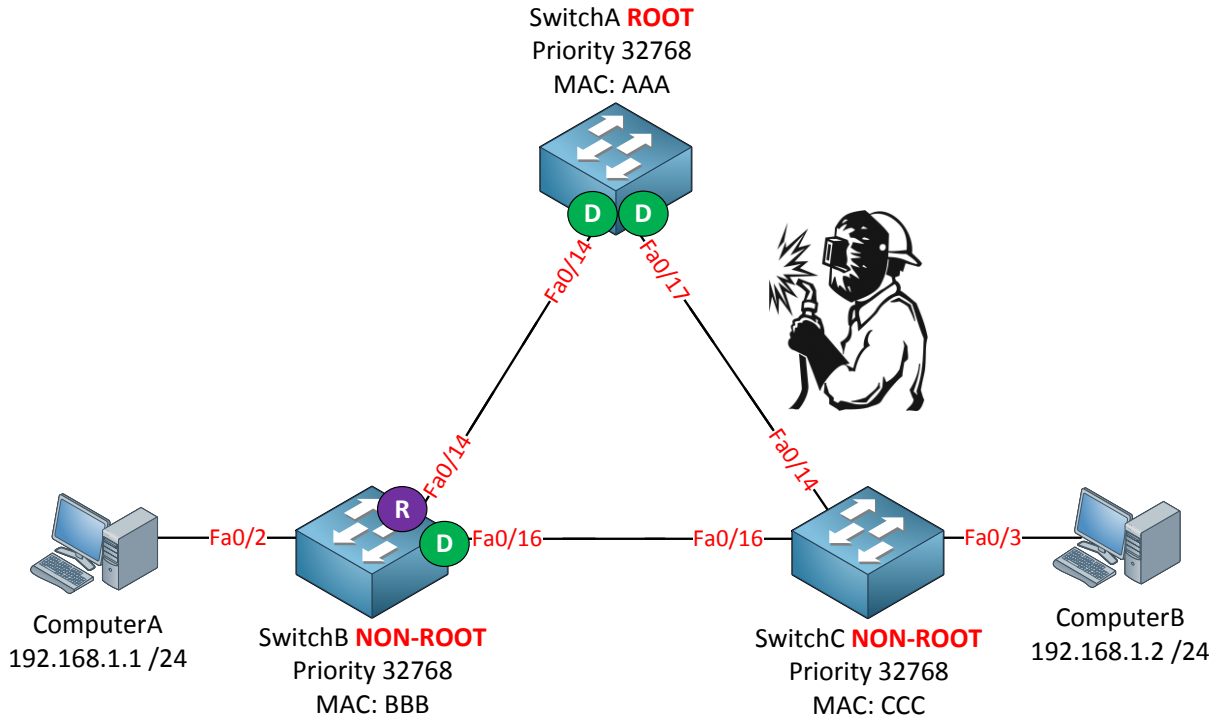 SwitchA ROOT
Priority 32768
MAC: AAA
D
D
Fa0/14
Fa0/17
Fa0/14
Fa0/14
R
D
Fa0/2
Fa0/16
Fa0/16
Fa0/3
ComputerA
192.168.1.1 /24
SwitchB NON-ROOT
Priority 32768
MAC: BBB
SwitchC NON-ROOT
Priority 32768
MAC: CCC
ComputerB
192.168.1.2 /24